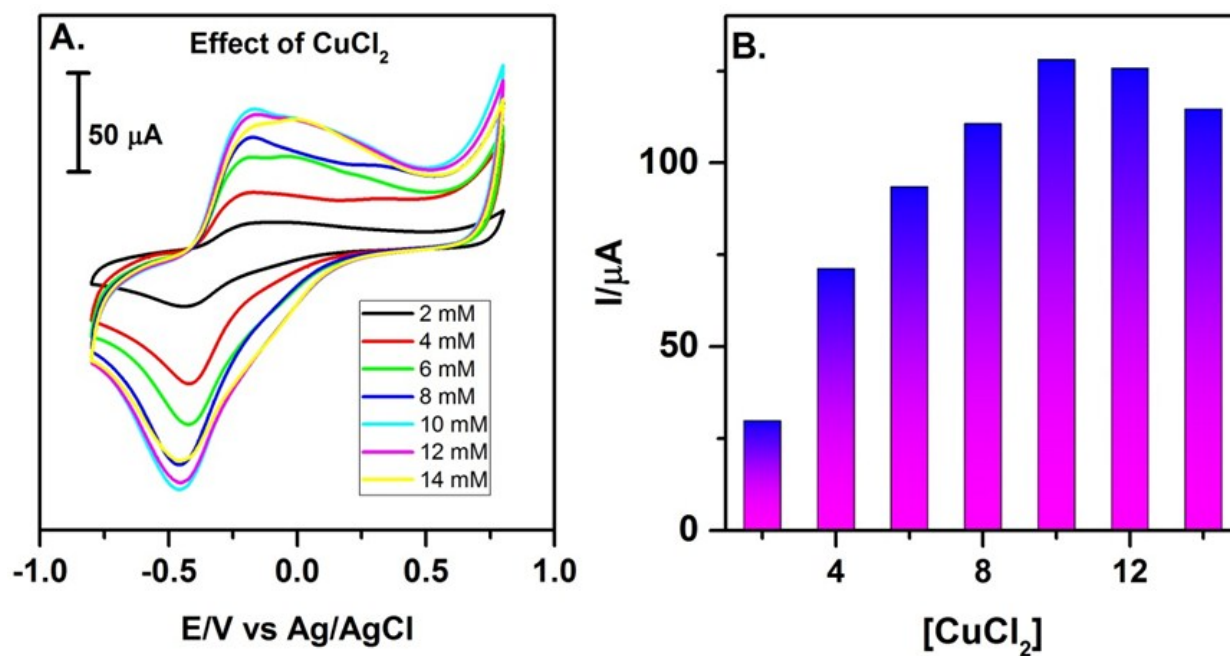 A.
Effect of CuCl₂
50 μA
2 mM
4 mM
6 mM
8 mM
10 mM
12 mM
14 mM
-1.0 -0.5 0.0 0.5 1.0
E/V vs Ag/AgCl
B.
100
50
0
I/μA
4 8 12
[CuCl₂]